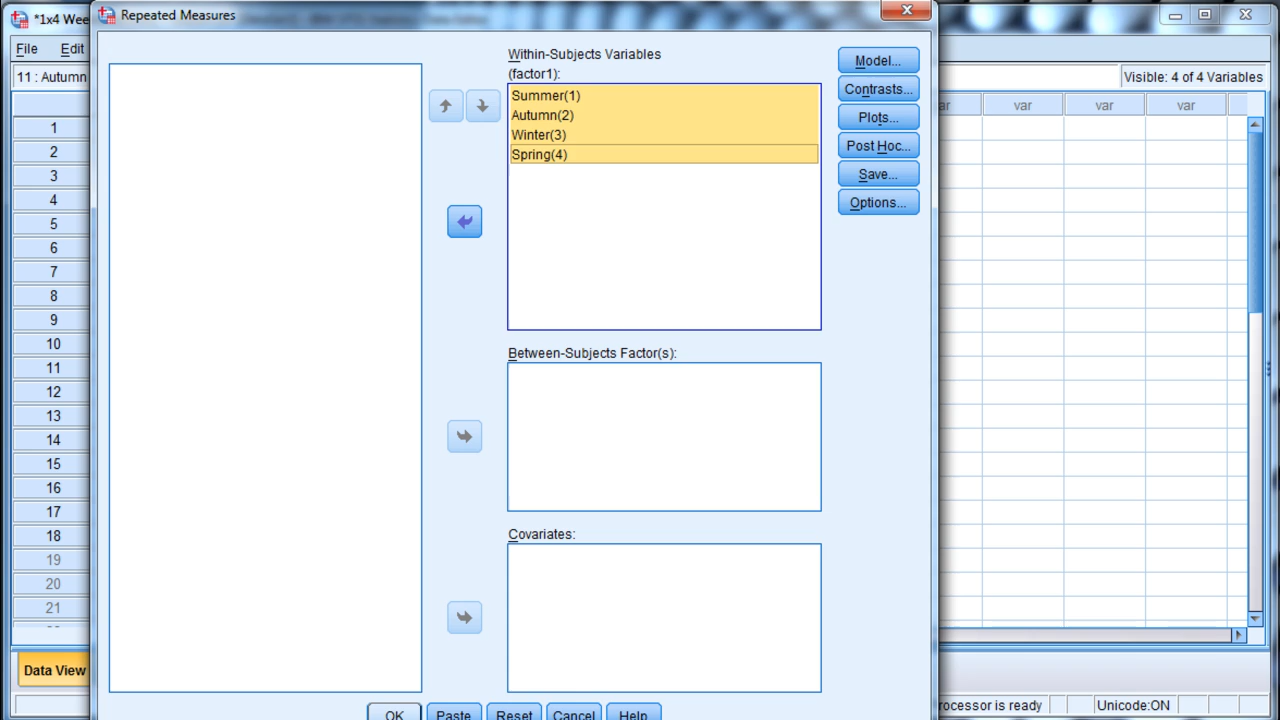 *1x4 Wee
Repeated Measures
File Edit
11 : Autumn
Visible: 4 of 4 Variables
ar var var var
1
2
3
4
5
6
7
8
9
10
11
12
13
14
15
16
17
18
19
20
21
Within-Subjects Variables
(factor1):
Summer(1)
Autumn(2)
Winter(3)
Spring(4)
Between-Subjects Factor(s):
Covariates:
Model...
Contrasts...
Plots...
Post Hoc...
Save...
Options...
OK Paste Reset Cancel Help
Data View
rocessor is ready Unicode:ON